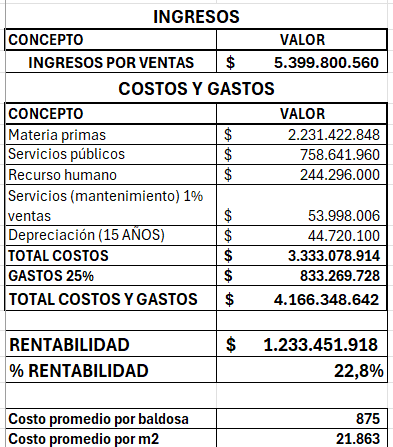 INGRESOS
CONCEPTO VALOR
INGRESOS POR VENTAS $ 5.399.800.560
COSTOS Y GASTOS
CONCEPTO VALOR
Materia primas $ 2.231.422.848
Servicios públicos $ 758.641.960
Recurso humano $ 244.296.000
Servicios (mantenimiento) 1%
ventas $ 53.998.006
Depreciación (15 AÑOS) $ 44.720.100
TOTAL COSTOS $ 3.333.078.914
GASTOS 25% $ 833.269.728
TOTAL COSTOS Y GASTOS $ 4.166.348.642
RENTABILIDAD $ 1.233.451.918
% RENTABILIDAD 22,8%
Costo promedio por baldosa 875
Costo promedio por m2 21.863